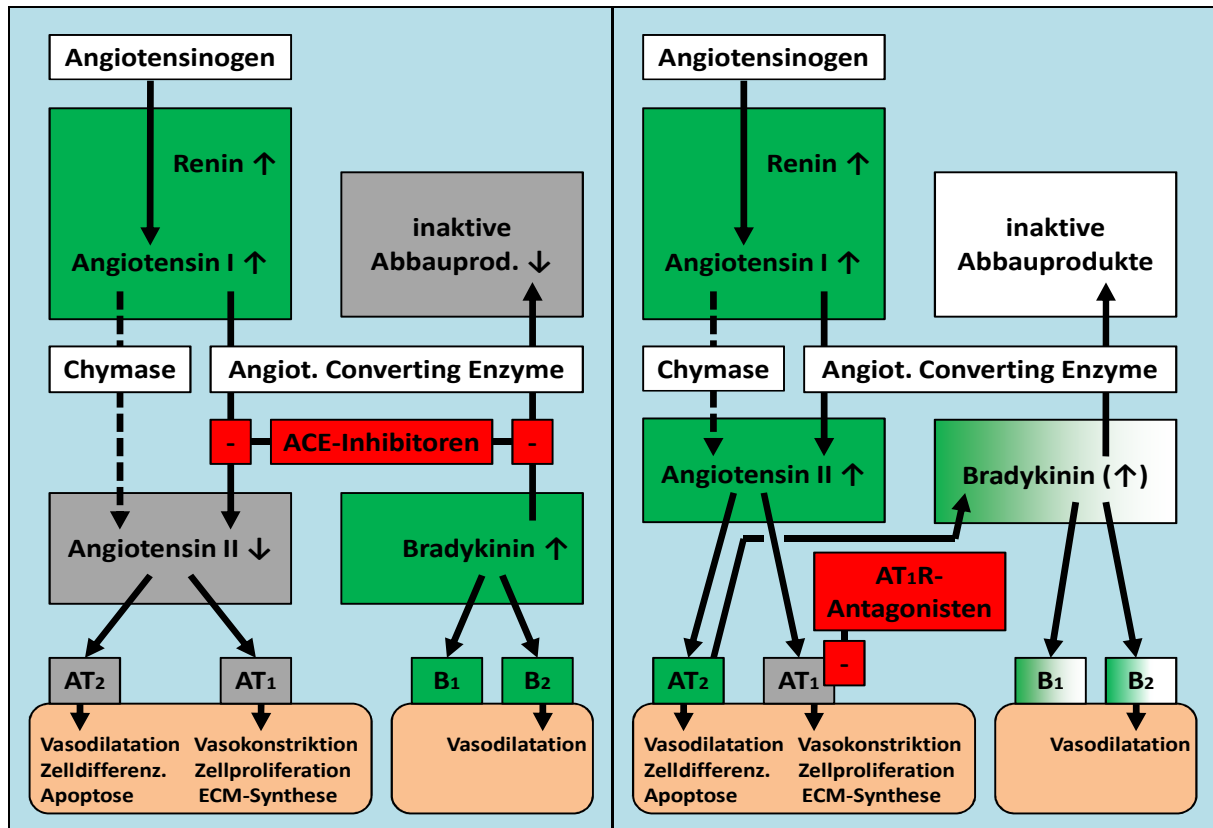 Angiotensinogen
Renin ↑
Angiotensin I ↑
inaktive
Abbauprod. ↓
Chymase
Angiot. Converting Enzyme
-
ACE-Inhibitoren
-
Angiotensin II ↓
Bradykinin ↑
AT₂
AT₁
B₁
B₂
Vasodilatation
Zelldifferenz.
Apoptose
Vasokonstriktion
Zellproliferation
ECM-Synthese
Vasodilatation
Angiotensinogen
Renin ↑
Angiotensin I ↑
inaktive
Abbauprodukte
Chymase
Angiot. Converting Enzyme
Angiotensin II ↑
Bradykinin (↑)
AT₁R-
Antagonisten
-
AT₂
AT₁
B₁
B₂
Vasodilatation
Zelldifferenz.
Apoptose
Vasokonstriktion
Zellproliferation
ECM-Synthese
Vasodilatation